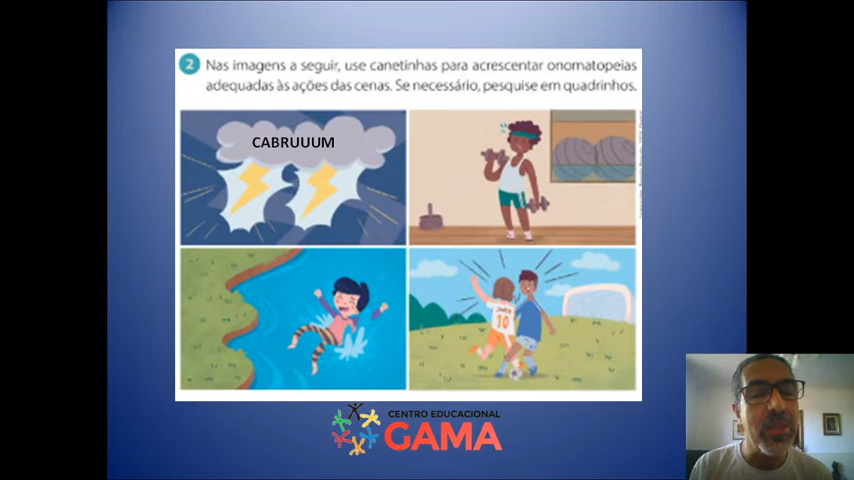 2 Nas imagens a seguir, use canetinhas para acrescentar onomatopeias
adequadas às ações das cenas. Se necessário, pesquise em quadrinhos.
CABRUUUM
10
CENTRO EDUCACIONAL
GAMA